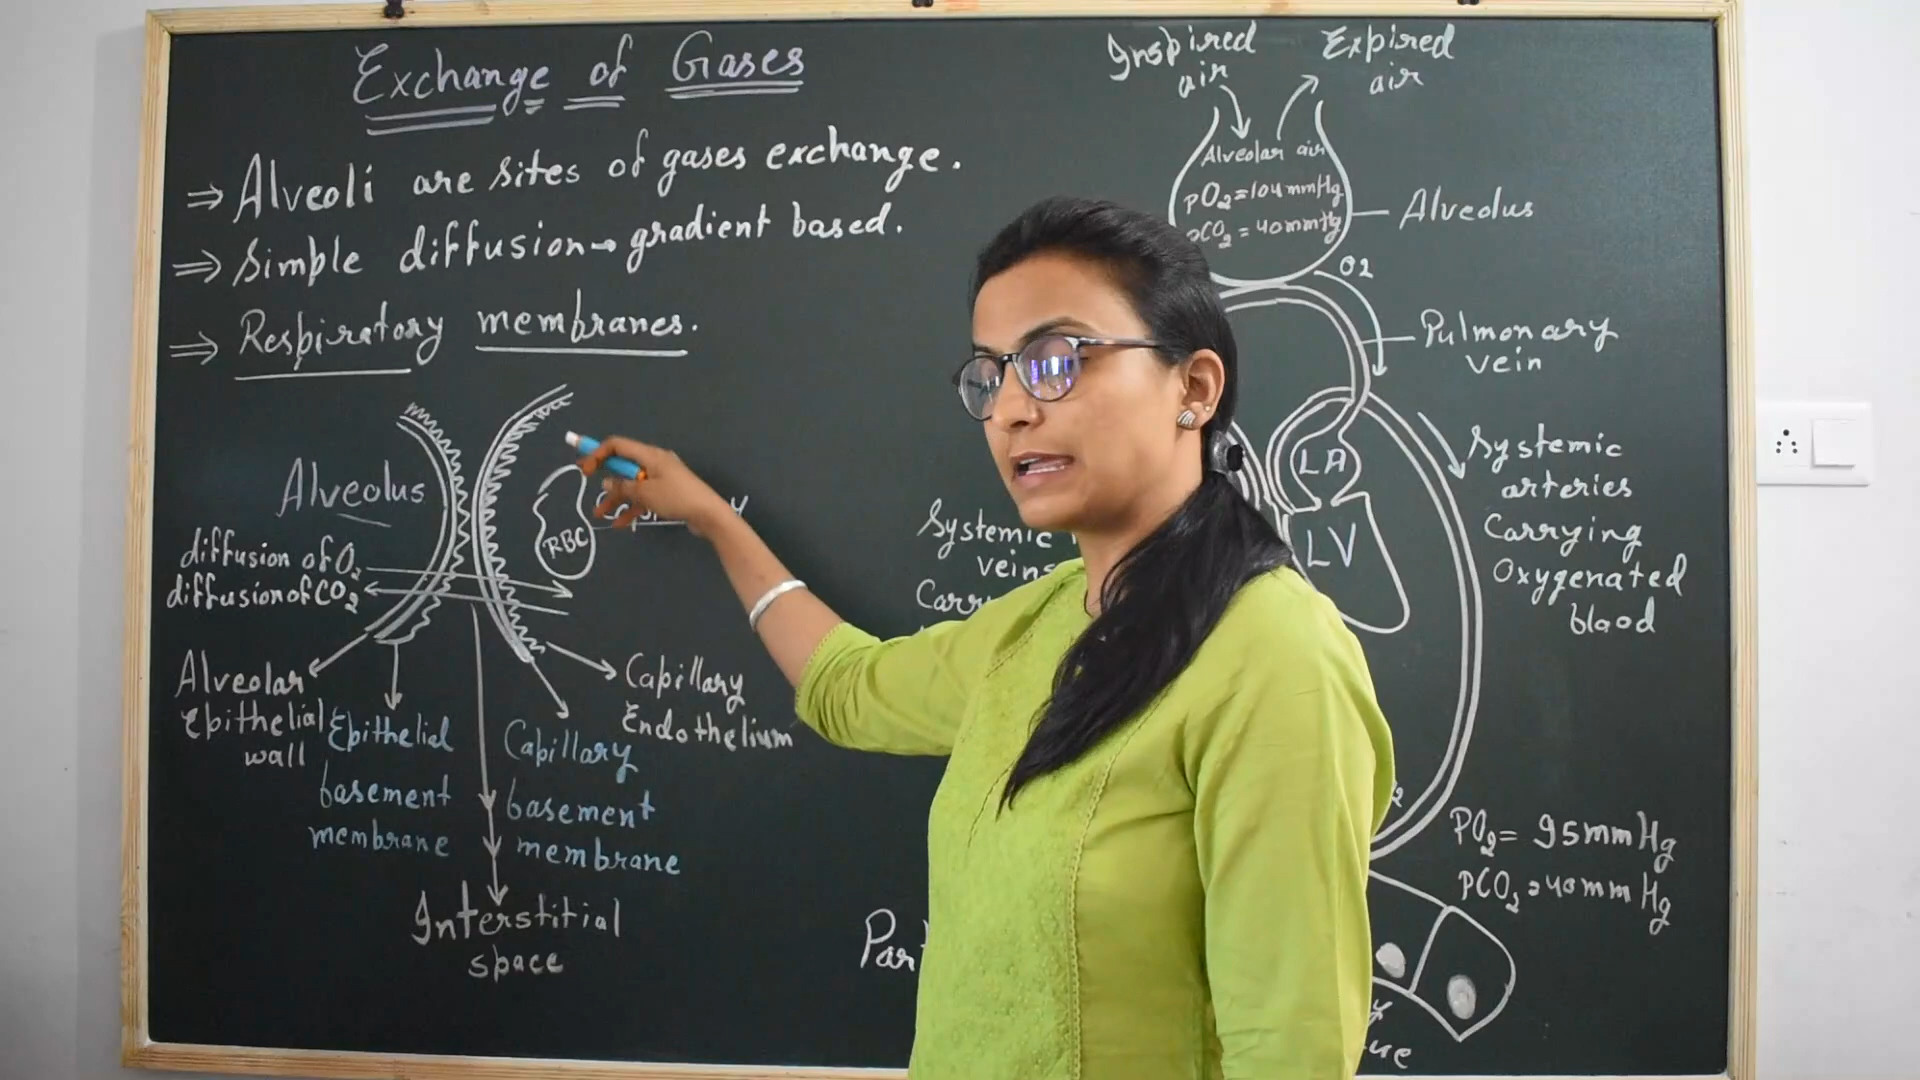 Exchange of Gases
⇒ Alveoli are sites of gases exchange.
⇒ Simple diffusion → gradient based.
⇒ Respiratory membranes.
Alveolus
RBC
diffusion of O2
diffusion of CO2
Alveolar
Epithelial
wall
Epithelial
basement
membrane
Capillary
basement
membrane
Capillary
Endothelium
Interstitial
space
Inspired
air
Expired
air
Alveolar air
pO2 = 104 mmHg
pCO2 = 40 mmHg
Alveolus
O2
Pulmonary
vein
LA
LV
Systemic
arteries
Carrying
Oxygenated
blood
Systemic
veins
PO2 = 95 mm Hg
PCO2 = 40 mm Hg